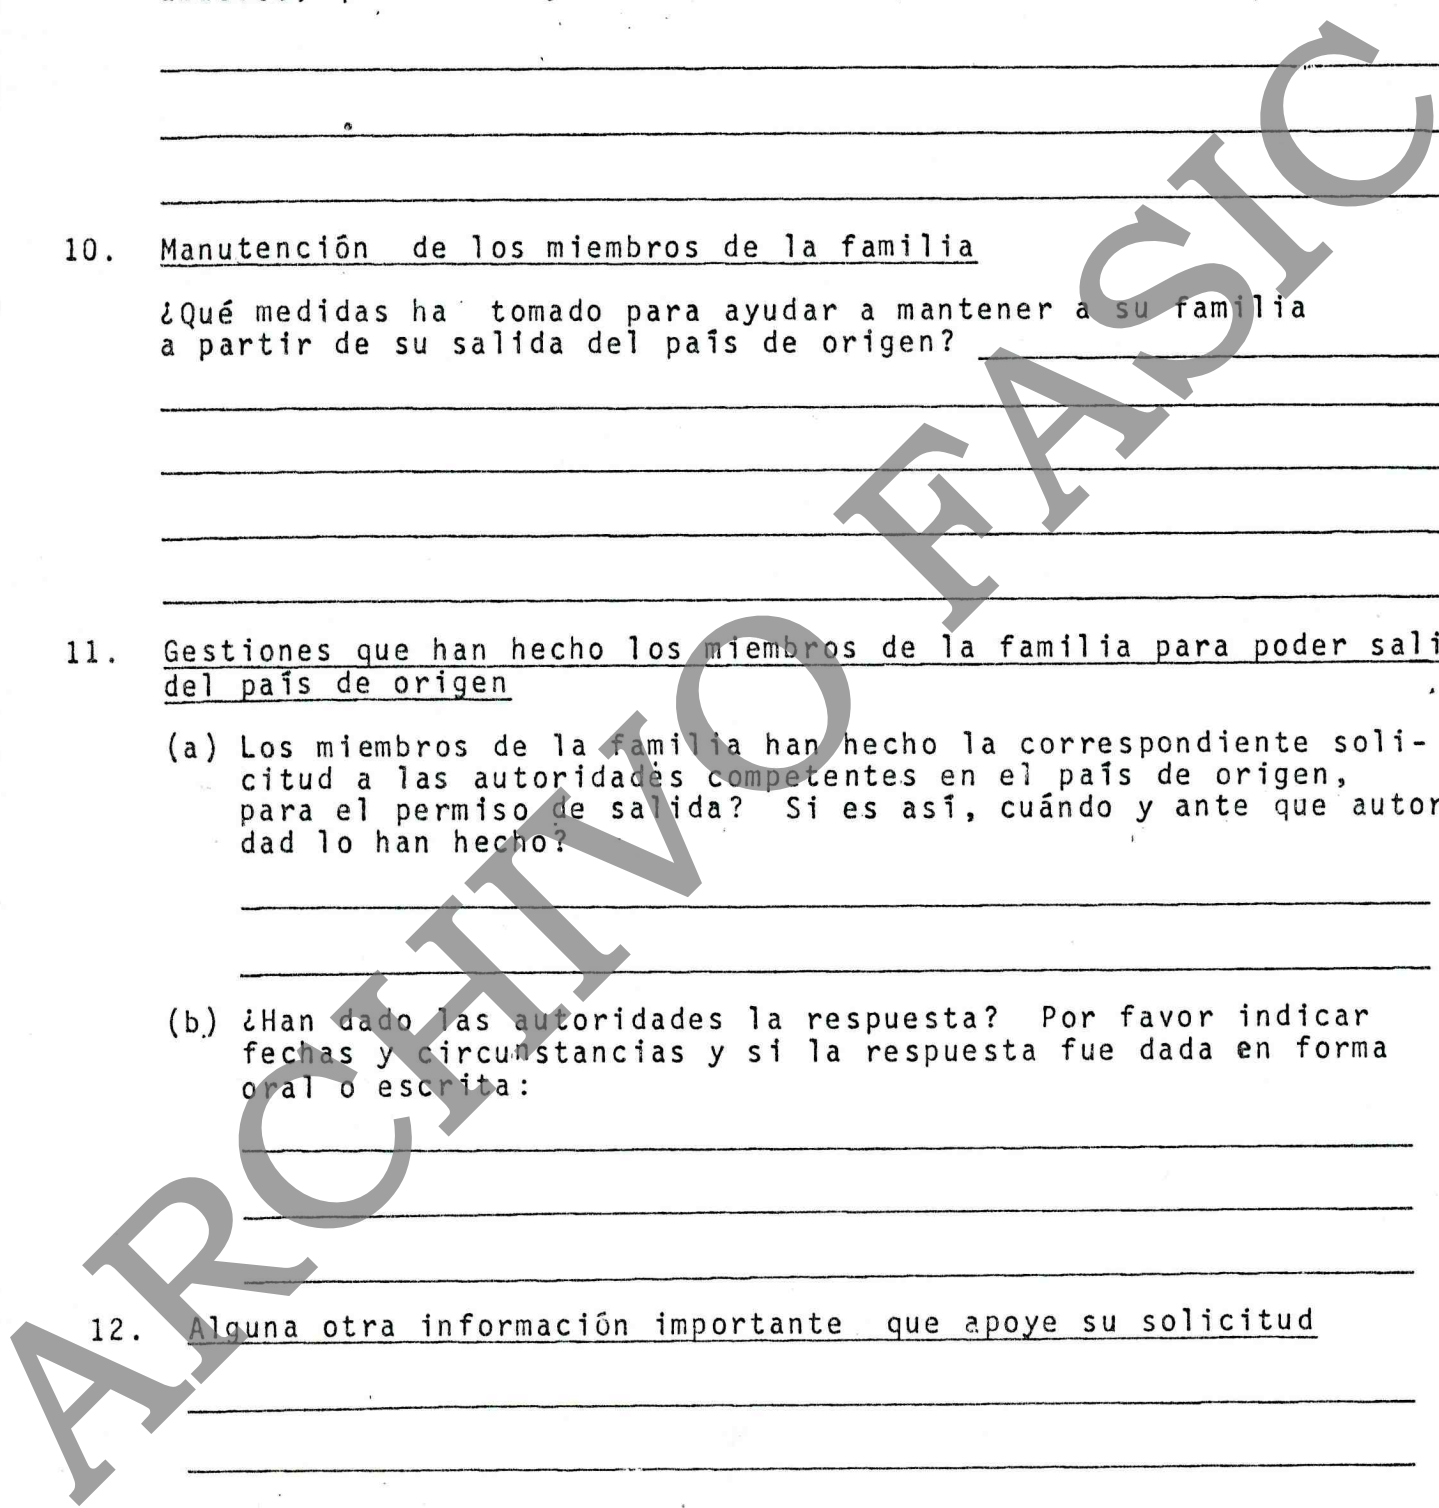 10. Manutención de los miembros de la familia
¿Qué medidas ha tomado para ayudar a mantener a su familia
a partir de su salida del país de origen?
11. Gestiones que han hecho los miembros de la familia para poder sali
del país de origen
(a) Los miembros de la familia han hecho la correspondiente soli-
citud a las autoridades competentes en el país de origen,
para el permiso de salida? Si es así, cuándo y ante que autor
dad lo han hecho?
(b) ¿Han dado las autoridades la respuesta? Por favor indicar
fechas y circunstancias y si la respuesta fue dada en forma
oral o escrita:
12. Alguna otra información importante que apoye su solicitud
ARCHIVO FASIC